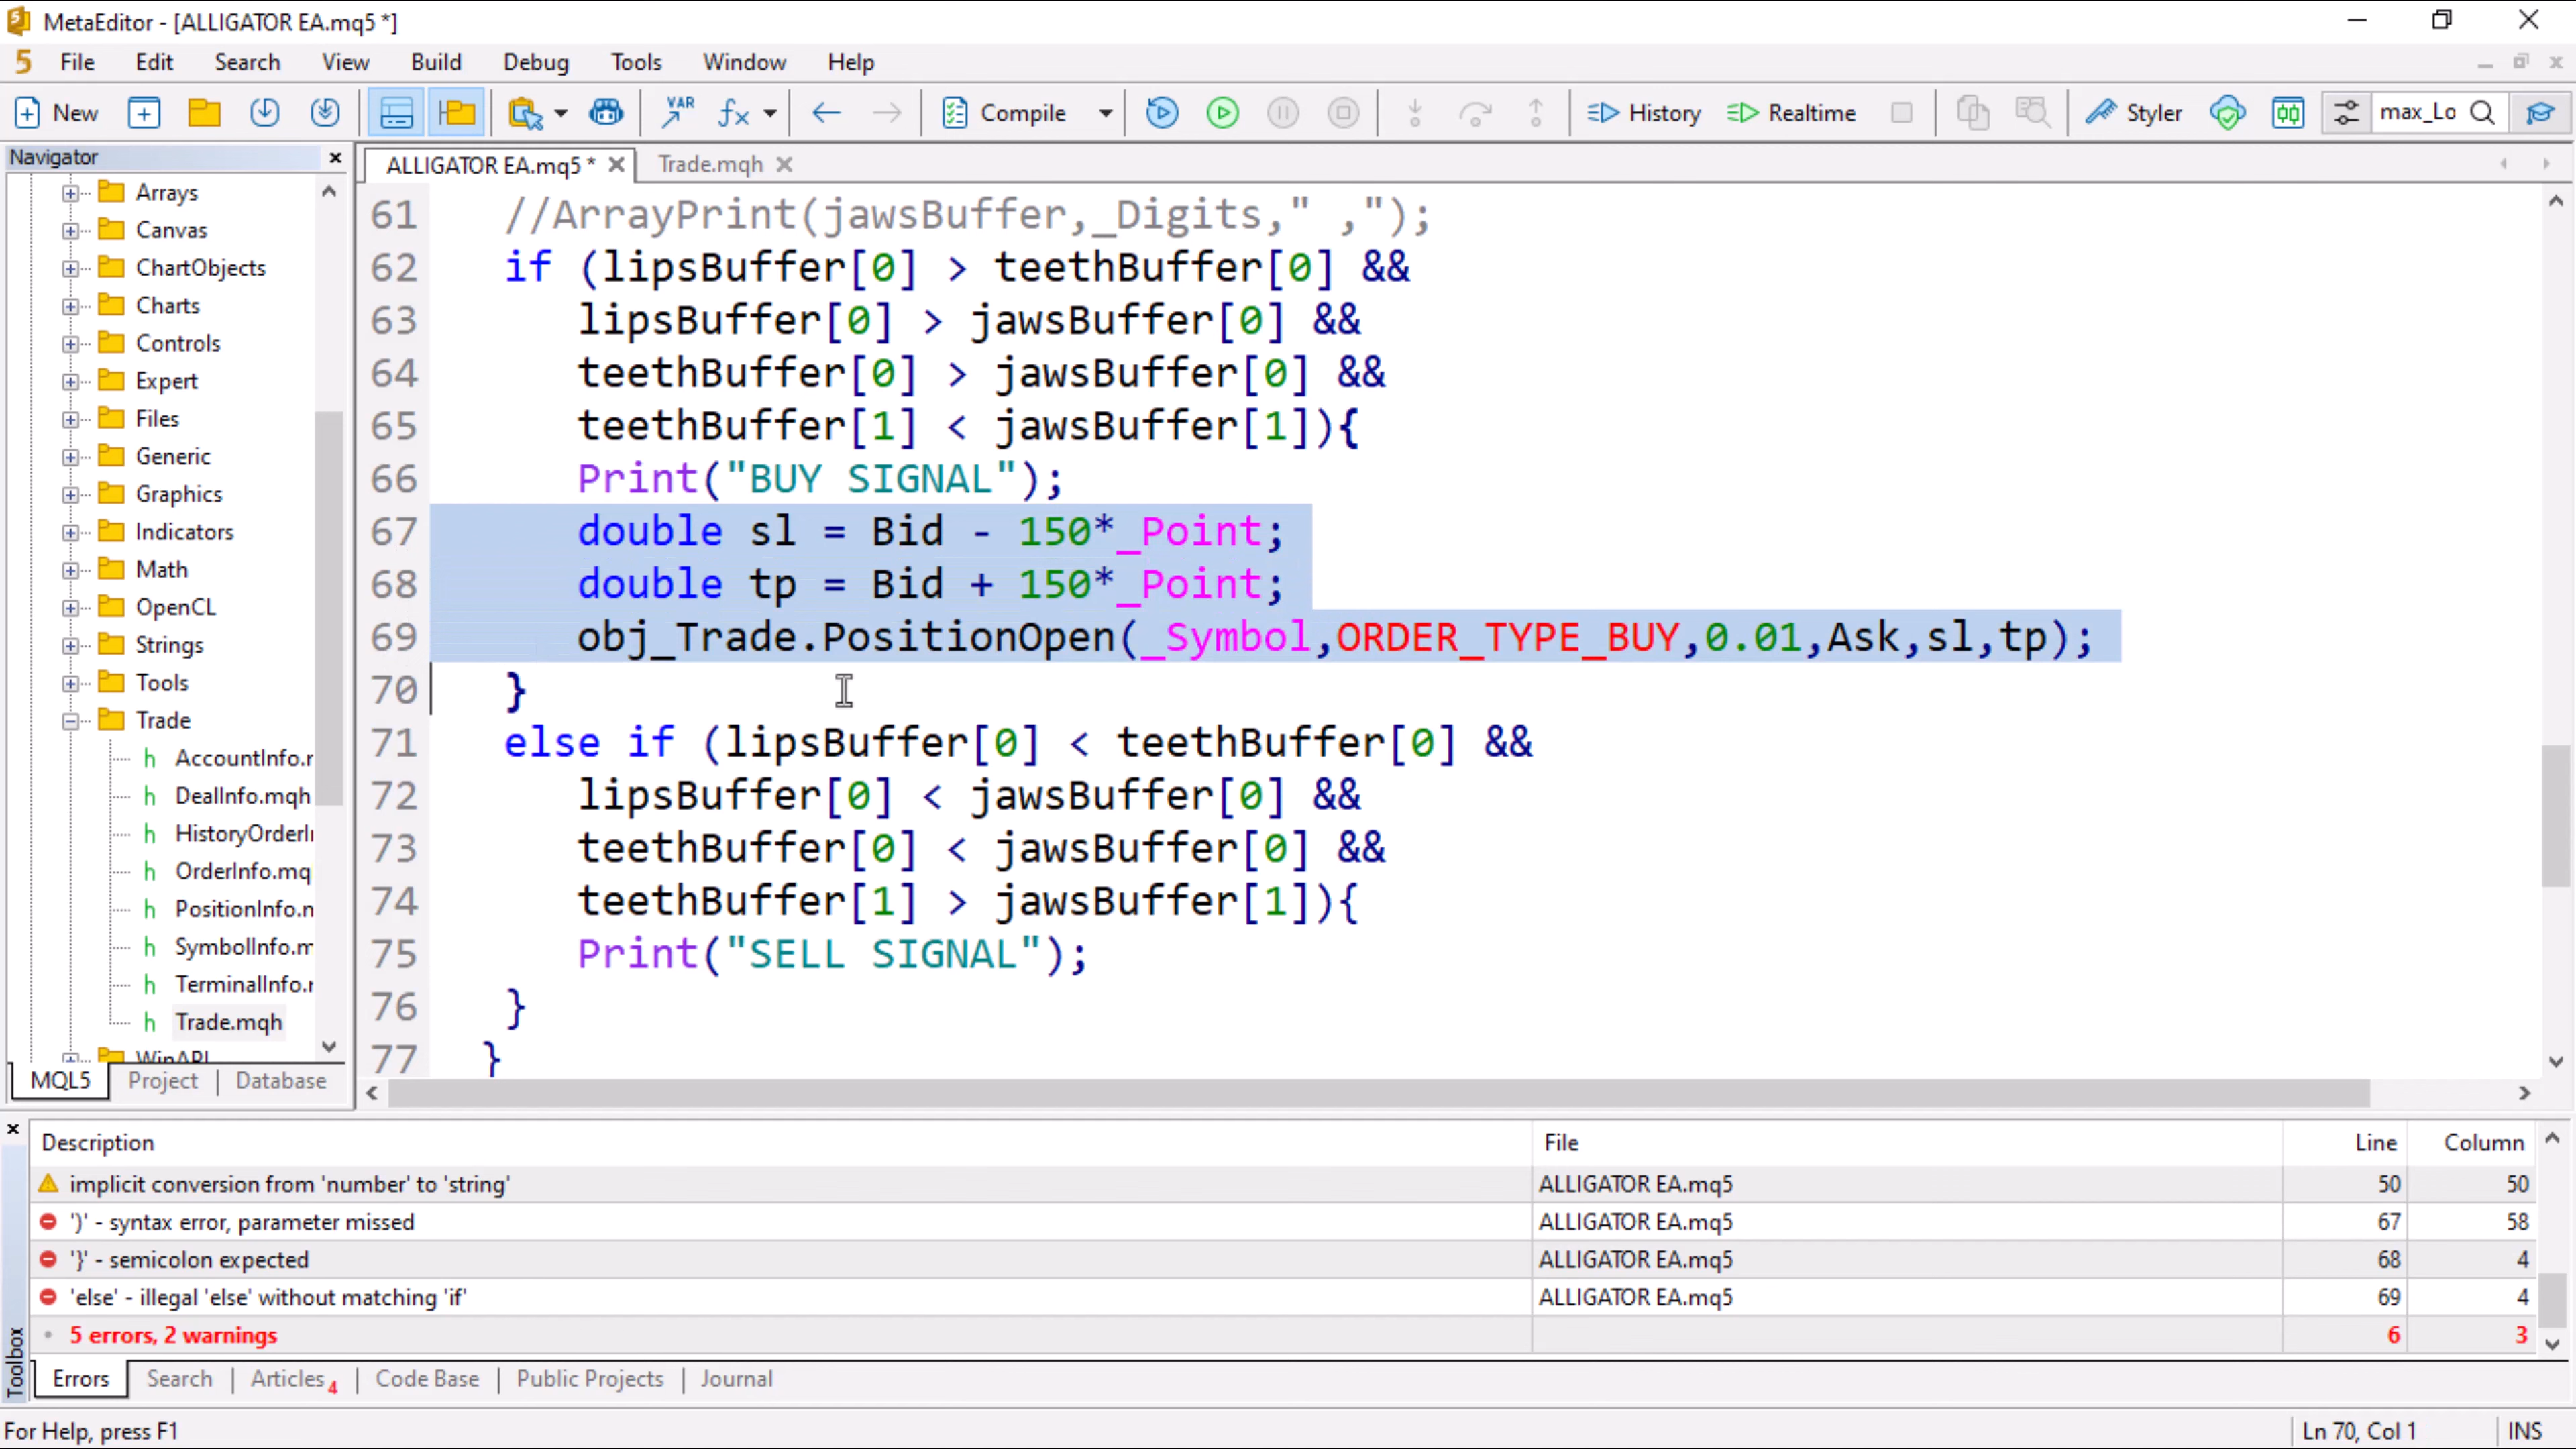 MetaEditor - [ALLIGATOR EA.mq5 *]
File Edit Search View Build Debug Tools Window Help
New VAR Compile History Realtime Styler max_Lo
Navigator
Arrays
Canvas
ChartObjects
Charts
Controls
Expert
Files
Generic
Graphics
Indicators
Math
OpenCL
Strings
Tools
Trade
AccountInfo.
DealInfo.mqh
HistoryOrder
OrderInfo.mq
PositionInfo.
SymbolInfo.
TerminalInfo.
Trade.mqh
WinAPI
MQL5 Project Database
ALLIGATOR EA.mq5 * Trade.mqh
61 //ArrayPrint(jawsBuffer,_Digits," ,");
62 if (lipsBuffer[0] > teethBuffer[0] &&
63 lipsBuffer[0] > jawsBuffer[0] &&
64 teethBuffer[0] > jawsBuffer[0] &&
65 teethBuffer[1] < jawsBuffer[1]){
66 Print("BUY SIGNAL");
67 double sl = Bid - 150*_Point;
68 double tp = Bid + 150*_Point;
69 obj_Trade.PositionOpen(_Symbol,ORDER_TYPE_BUY,0.01,Ask,sl,tp);
70 }
71 else if (lipsBuffer[0] < teethBuffer[0] &&
72 lipsBuffer[0] < jawsBuffer[0] &&
73 teethBuffer[0] < jawsBuffer[0] &&
74 teethBuffer[1] > jawsBuffer[1]){
75 Print("SELL SIGNAL");
76 }
77 }
Description File Line Column
implicit conversion from 'number' to 'string' ALLIGATOR EA.mq5 50 50
')' - syntax error, parameter missed ALLIGATOR EA.mq5 67 58
'}' - semicolon expected ALLIGATOR EA.mq5 68 4
'else' - illegal 'else' without matching 'if' ALLIGATOR EA.mq5 69 4
5 errors, 2 warnings 6 3
Toolbox
Errors Search Articles 4 Code Base Public Projects Journal
For Help, press F1 Ln 70, Col 1 INS